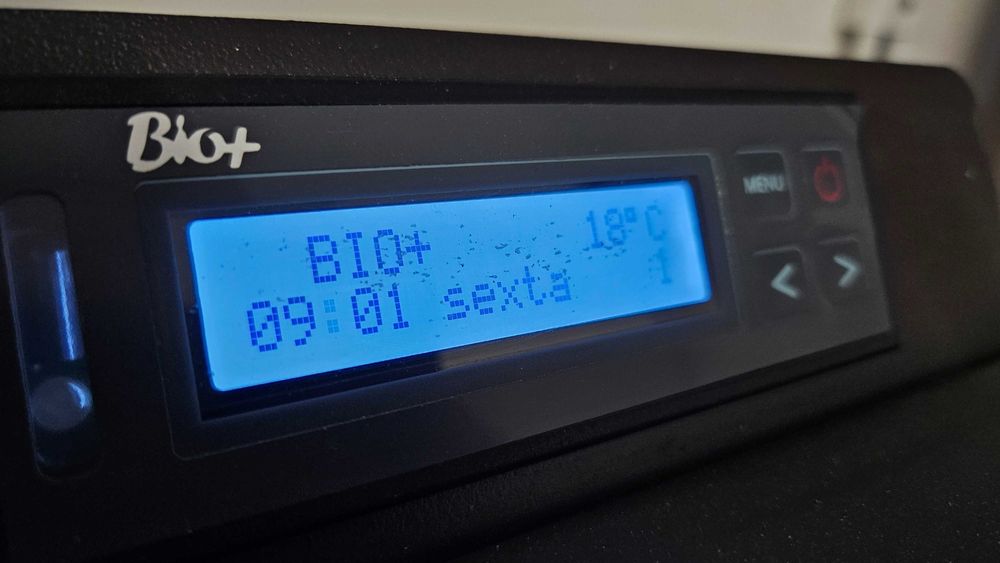 Bio+
BIO+ 18°C
09:01 sexta 1
MENU
< >